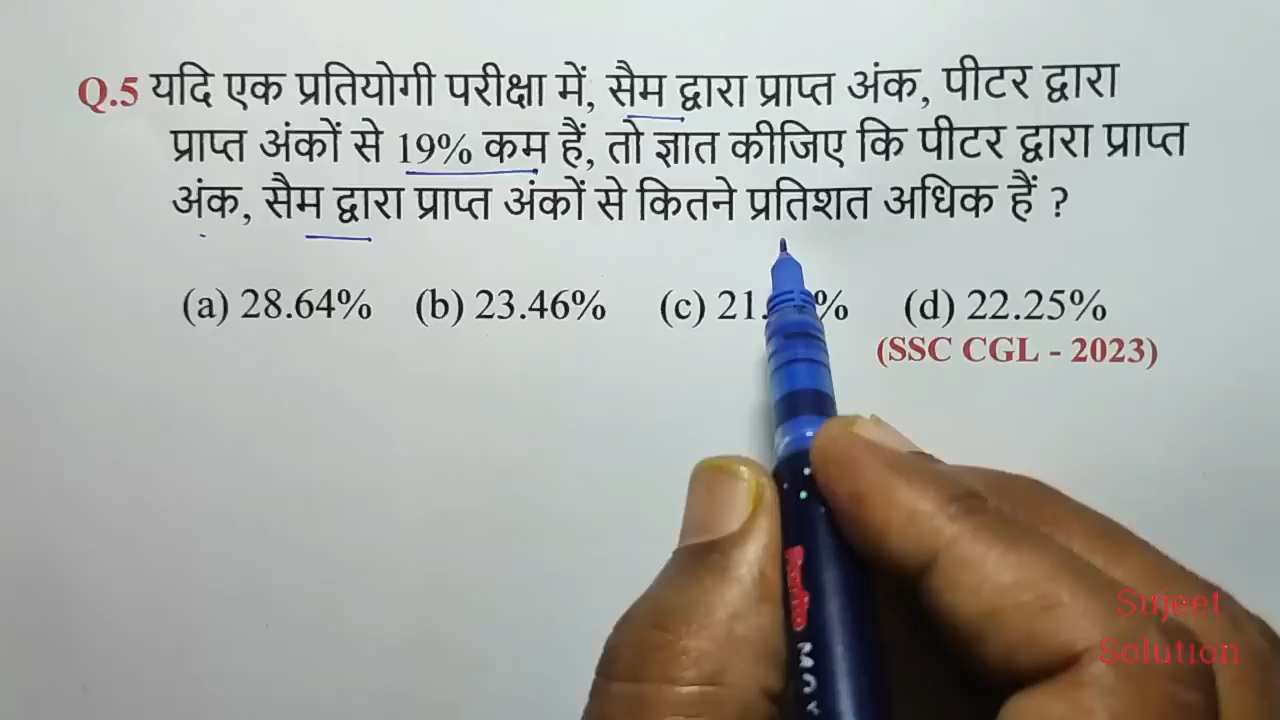 Q.5 यदि एक प्रतियोगी परीक्षा में, सैम द्वारा प्राप्त अंक, पीटर द्वारा
प्राप्त अंकों से 19% कम हैं, तो ज्ञात कीजिए कि पीटर द्वारा प्राप्त
अंक, सैम द्वारा प्राप्त अंकों से कितने प्रतिशत अधिक हैं ?
(a) 28.64% (b) 23.46% (c) 21. % (d) 22.25%
(SSC CGL - 2023)
Sujeet
Solution